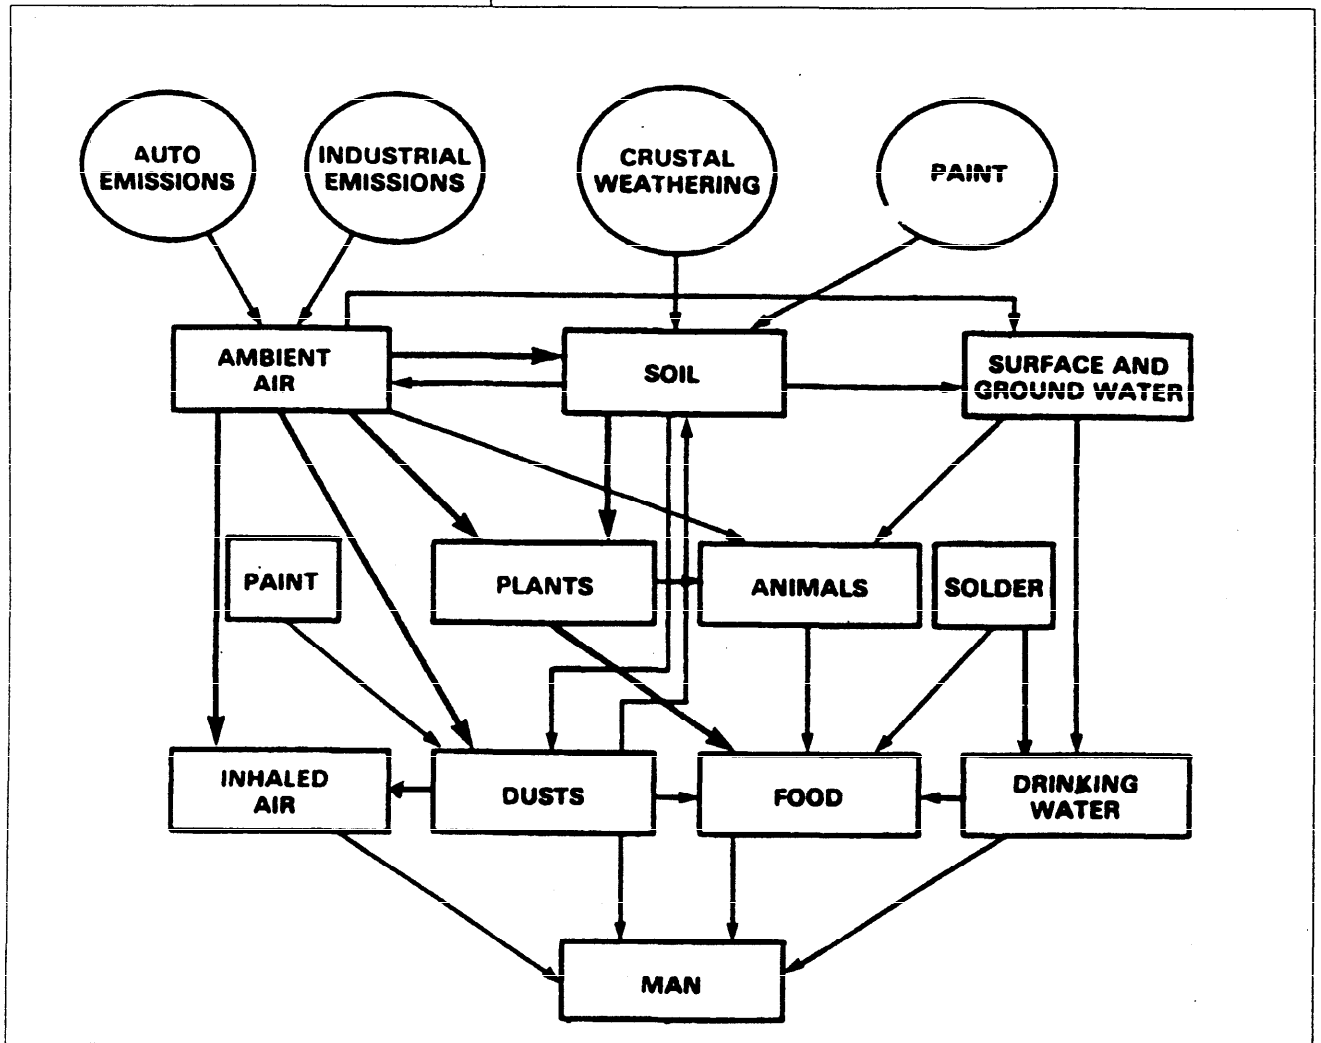 AUTO
EMISSIONS
INDUSTRIAL
EMISSIONS
CRUSTAL
WEATHERING
PAINT
AMBIENT
AIR
SOIL
SURFACE AND
GROUND WATER
PAINT
PLANTS
ANIMALS
SOLDER
INHALED
AIR
DUSTS
FOOD
DRINKING
WATER
MAN